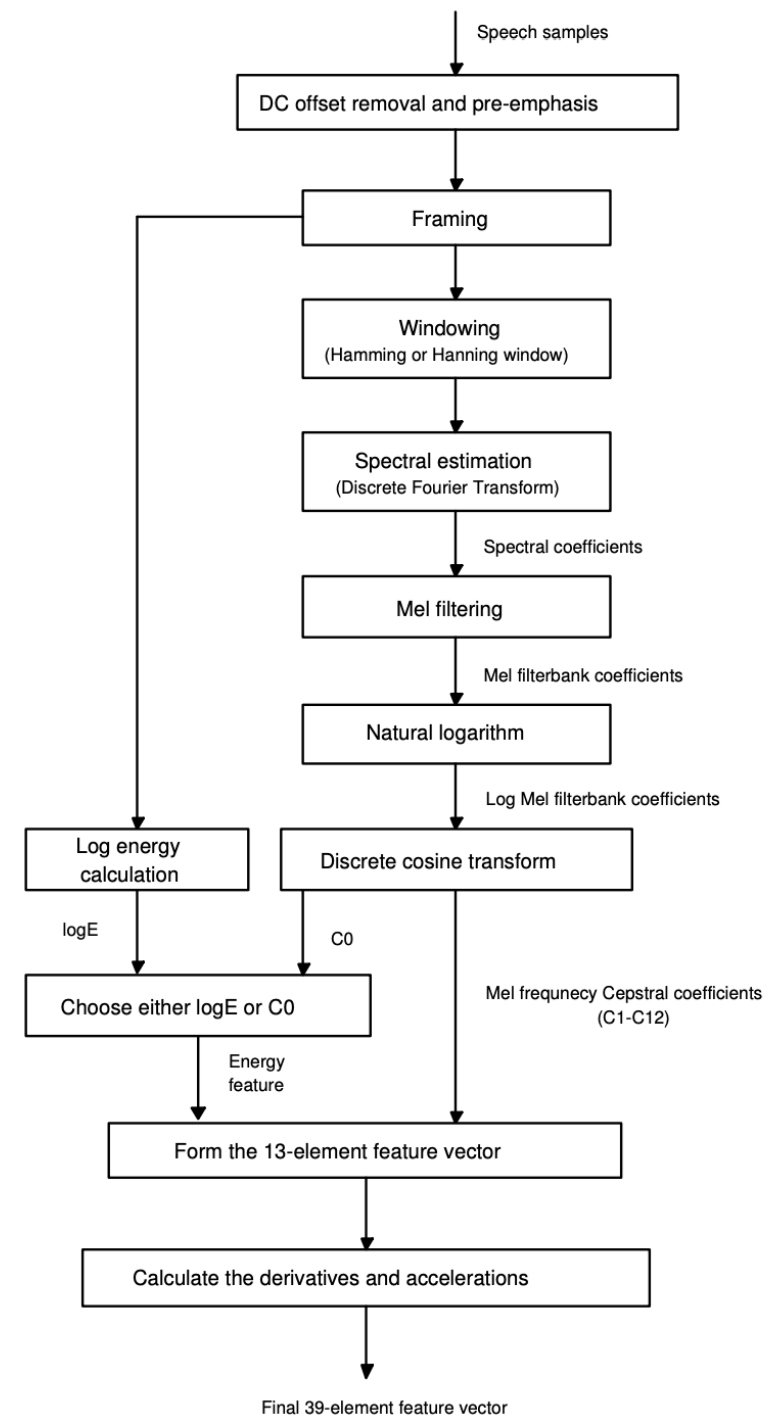 Speech samples
DC offset removal and pre-emphasis
Framing
Windowing
(Hamming or Hanning window)
Spectral estimation
(Discrete Fourier Transform)
Spectral coefficients
Mel filtering
Mel filterbank coefficients
Natural logarithm
Log Mel filterbank coefficients
Log energy
calculation
Discrete cosine transform
logE
C0
Choose either logE or C0
Mel frequnecy Cepstral coefficients
(C1-C12)
Energy
feature
Form the 13-element feature vector
Calculate the derivatives and accelerations
Final 39-element feature vector